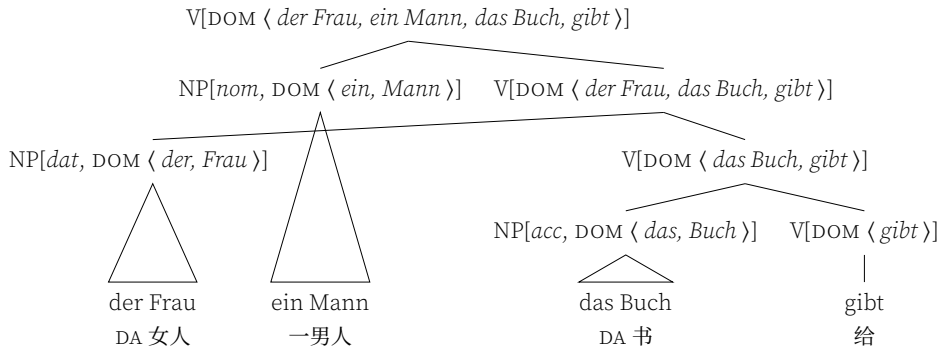 V[DOM ⟨ der Frau, ein Mann, das Buch, gibt ⟩]
NP[nom, DOM ⟨ ein, Mann ⟩] V[DOM ⟨ der Frau, das Buch, gibt ⟩]
NP[dat, DOM ⟨ der, Frau ⟩] V[DOM ⟨ das Buch, gibt ⟩]
NP[acc, DOM ⟨ das, Buch ⟩] V[DOM ⟨ gibt ⟩]
der Frau ein Mann das Buch gibt
DA 女人 一男人 DA 书 给